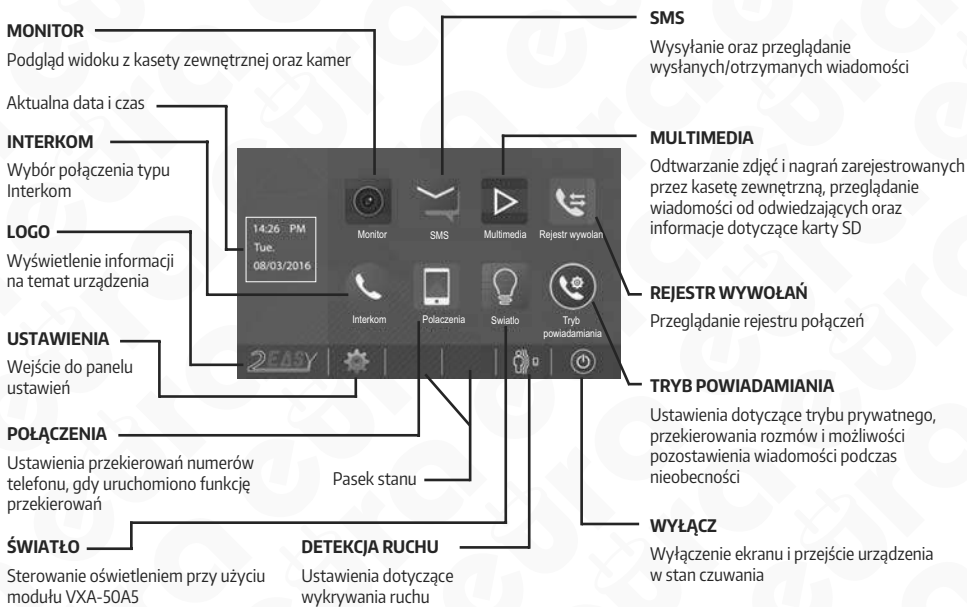 MONITOR
Podgląd widoku z kasety zewnętrznej oraz kamer
Aktualna data i czas
INTERKOM
Wybór połączenia typu
Interkom
LOGO
Wyświetlenie informacji
na temat urządzenia
USTAWIENIA
Wejście do panelu
ustawień
POŁĄCZENIA
Ustawienia przekierowań numerów
telefonu, gdy uruchomiono funkcję
przekierowań
ŚWIATŁO
Sterowanie oświetleniem przy użyciu
modułu VXA-50A5
14:26 PM
Tue.
08/03/2016
Monitor
SMS
Multimedia
Rejestr wywolan
Interkom
Polaczenia
Swiatlo
Tryb
powiadamiania
2EASY
Pasek stanu
DETEKCJA RUCHU
Ustawienia dotyczące
wykrywania ruchu
SMS
Wysyłanie oraz przeglądanie
wysłanych/otrzymanych wiadomości
MULTIMEDIA
Odtwarzanie zdjęć i nagrań zarejestrowanych
przez kasetę zewnętrzną, przeglądanie
wiadomości od odwiedzających oraz
informacje dotyczące karty SD
REJESTR WYWOŁAŃ
Przeglądanie rejestru połączeń
TRYB POWIADAMIANIA
Ustawienia dotyczące trybu prywatnego,
przekierowania rozmów i możliwości
pozostawienia wiadomości podczas
nieobecności
WYŁĄCZ
Wyłączenie ekranu i przejście urządzenia
w stan czuwania